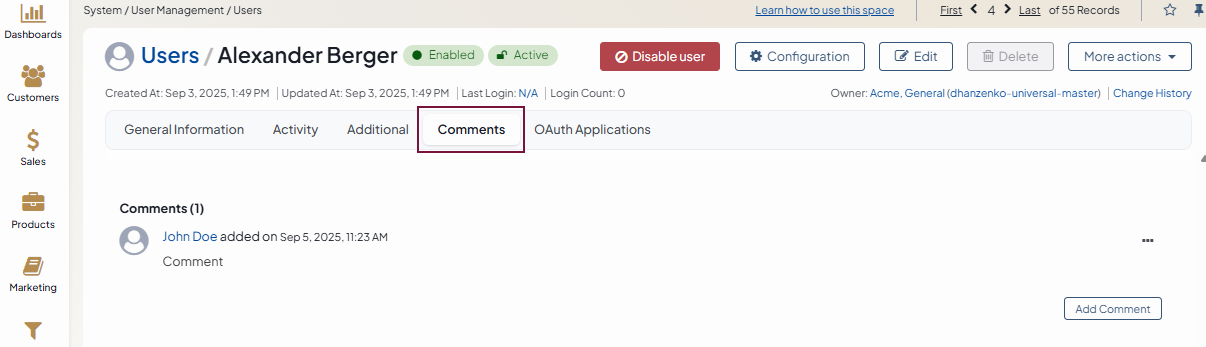 System / User Management / Users
Learn how to use this space
First 4 Last of 55 Records
Dashboards
Customers
Sales
Products
Marketing
Users / Alexander Berger Enabled Active
Disable user Configuration Edit Delete More actions
Created At: Sep 3, 2025, 1:49 PM | Updated At: Sep 3, 2025, 1:49 PM | Last Login: N/A | Login Count: 0
Owner: Acme, General (dhanzenko-universal-master) | Change History
General Information Activity Additional Comments OAuth Applications
Comments (1)
John Doe added on Sep 5, 2025, 11:23 AM
Comment
Add Comment